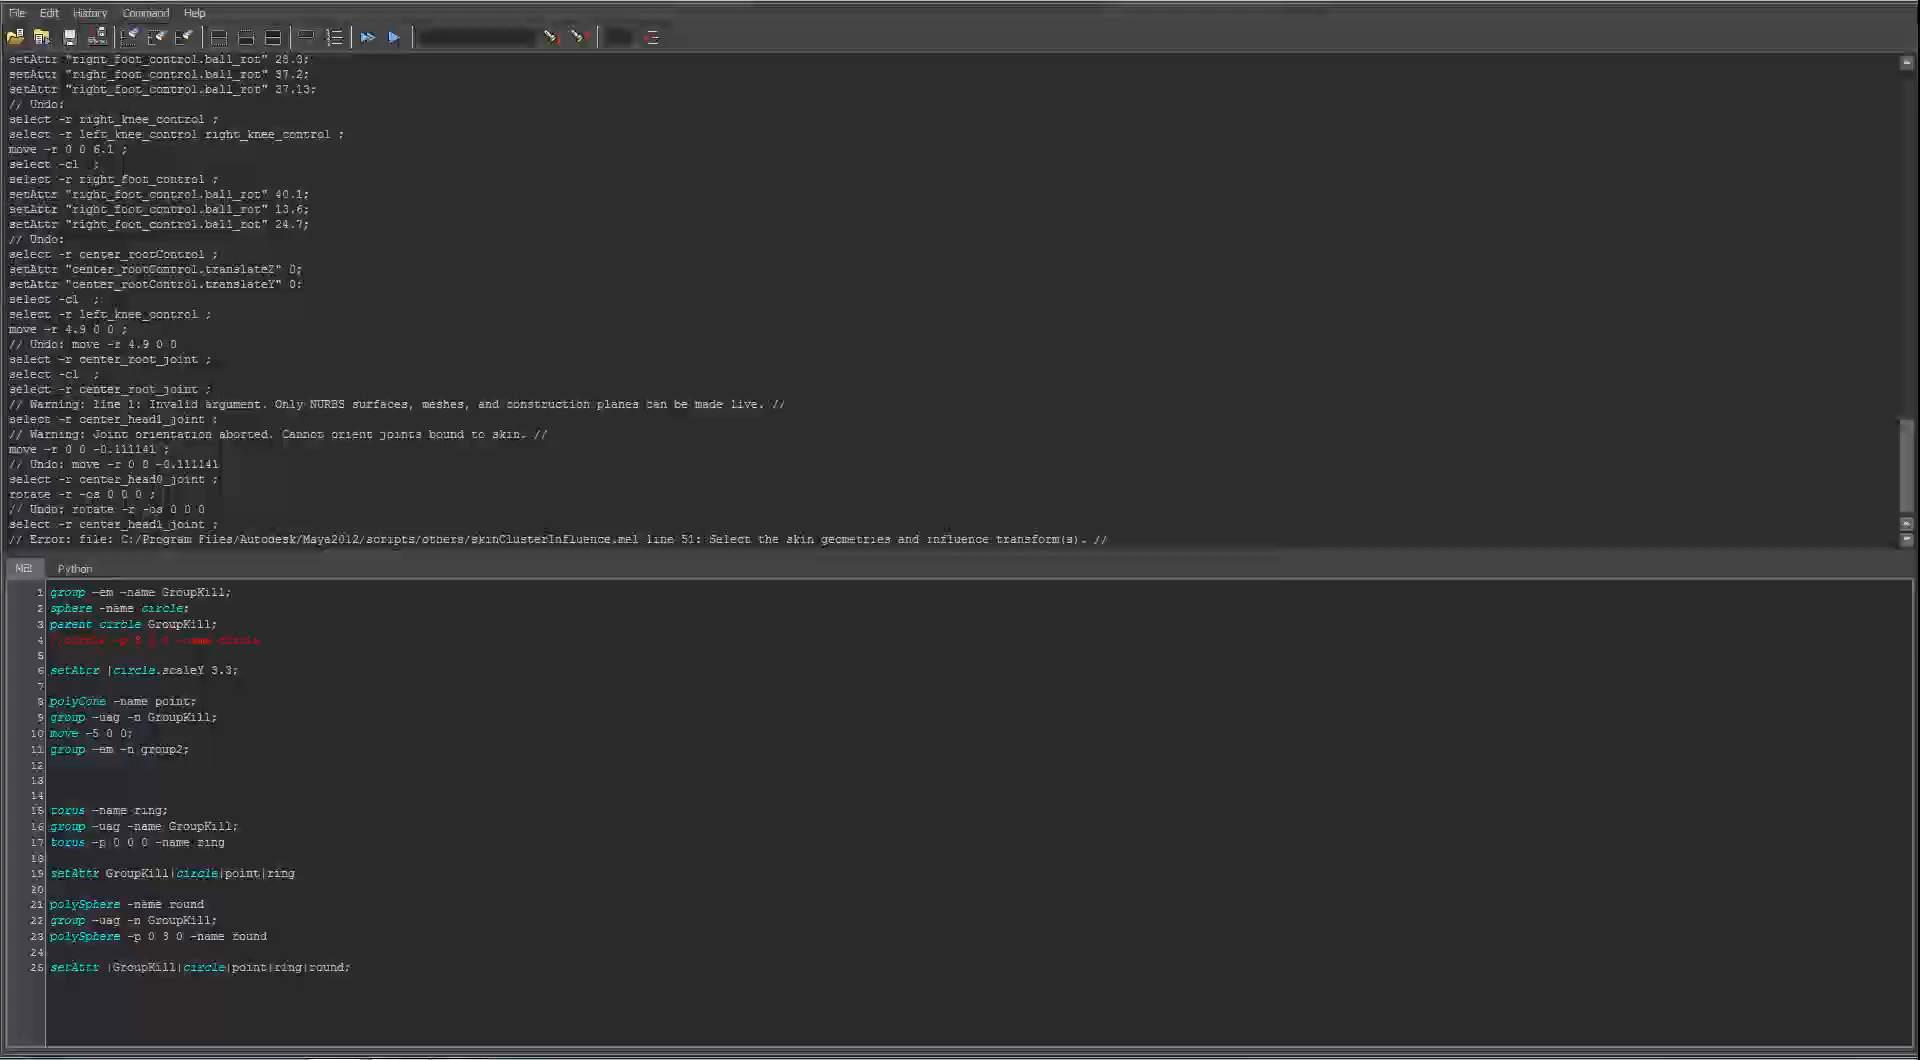 File Edit History Command Help
setAttr "right_foot_control.ball_rot" 28.3;
setAttr "right_foot_control.ball_rot" 37.2;
setAttr "right_foot_control.ball_rot" 37.13;
// Undo:
select -r right_knee_control ;
select -r left_knee_control right_knee_control ;
move -r 0 0 6.1 ;
select -cl  ;
select -r right_foot_control ;
setAttr "right_foot_control.ball_rot" 40.1;
setAttr "right_foot_control.ball_rot" 13.6;
setAttr "right_foot_control.ball_rot" 24.7;
// Undo:
select -r center_rootControl ;
setAttr "center_rootControl.translateZ" 0;
setAttr "center_rootControl.translateY" 0;
select -cl  ;
select -r left_knee_control ;
move -r 4.9 0 0 ;
// Undo: move -r 4.9 0 0
select -r center_root_joint ;
select -cl  ;
select -r center_root_joint ;
// Warning: line 1: Invalid argument. Only NURBS surfaces, meshes, and construction planes can be made live. //
select -r center_head1_joint ;
// Warning: Joint orientation aborted. Cannot orient joints bound to skin. //
move -r 0 0 -0.111141 ;
// Undo: move -r 0 0 -0.111141
select -r center_head0_joint ;
rotate -r -os 0 0 0 ;
// Undo: rotate -r -os 0 0 0
select -r center_head1_joint ;
// Error: file: C:/Program Files/Autodesk/Maya2012/scripts/others/skinClusterInfluence.mel line 51: Select the skin geometries and influence transform(s). //
MEL Python
1 group -em -name GroupKill;
2 sphere -name circle;
3 parent circle GroupKill;
4 -name circle
5
6 setAttr |circle.scaleY 3.3;
7
8 polyCone -name point;
9 group -uag -n GroupKill;
10 move -5 0 0;
11 group -em -n group2;
12
13
14
15 torus -name ring;
16 group -uag -name GroupKill;
17 torus -p 0 0 0 -name ring
18
19 setAttr GroupKill|circle|point|ring
20
21 polySphere -name round
22 group -uag -n GroupKill;
23 polySphere -p 0 8 0 -name round
24
25 setAttr |GroupKill|circle|point|ring|round;